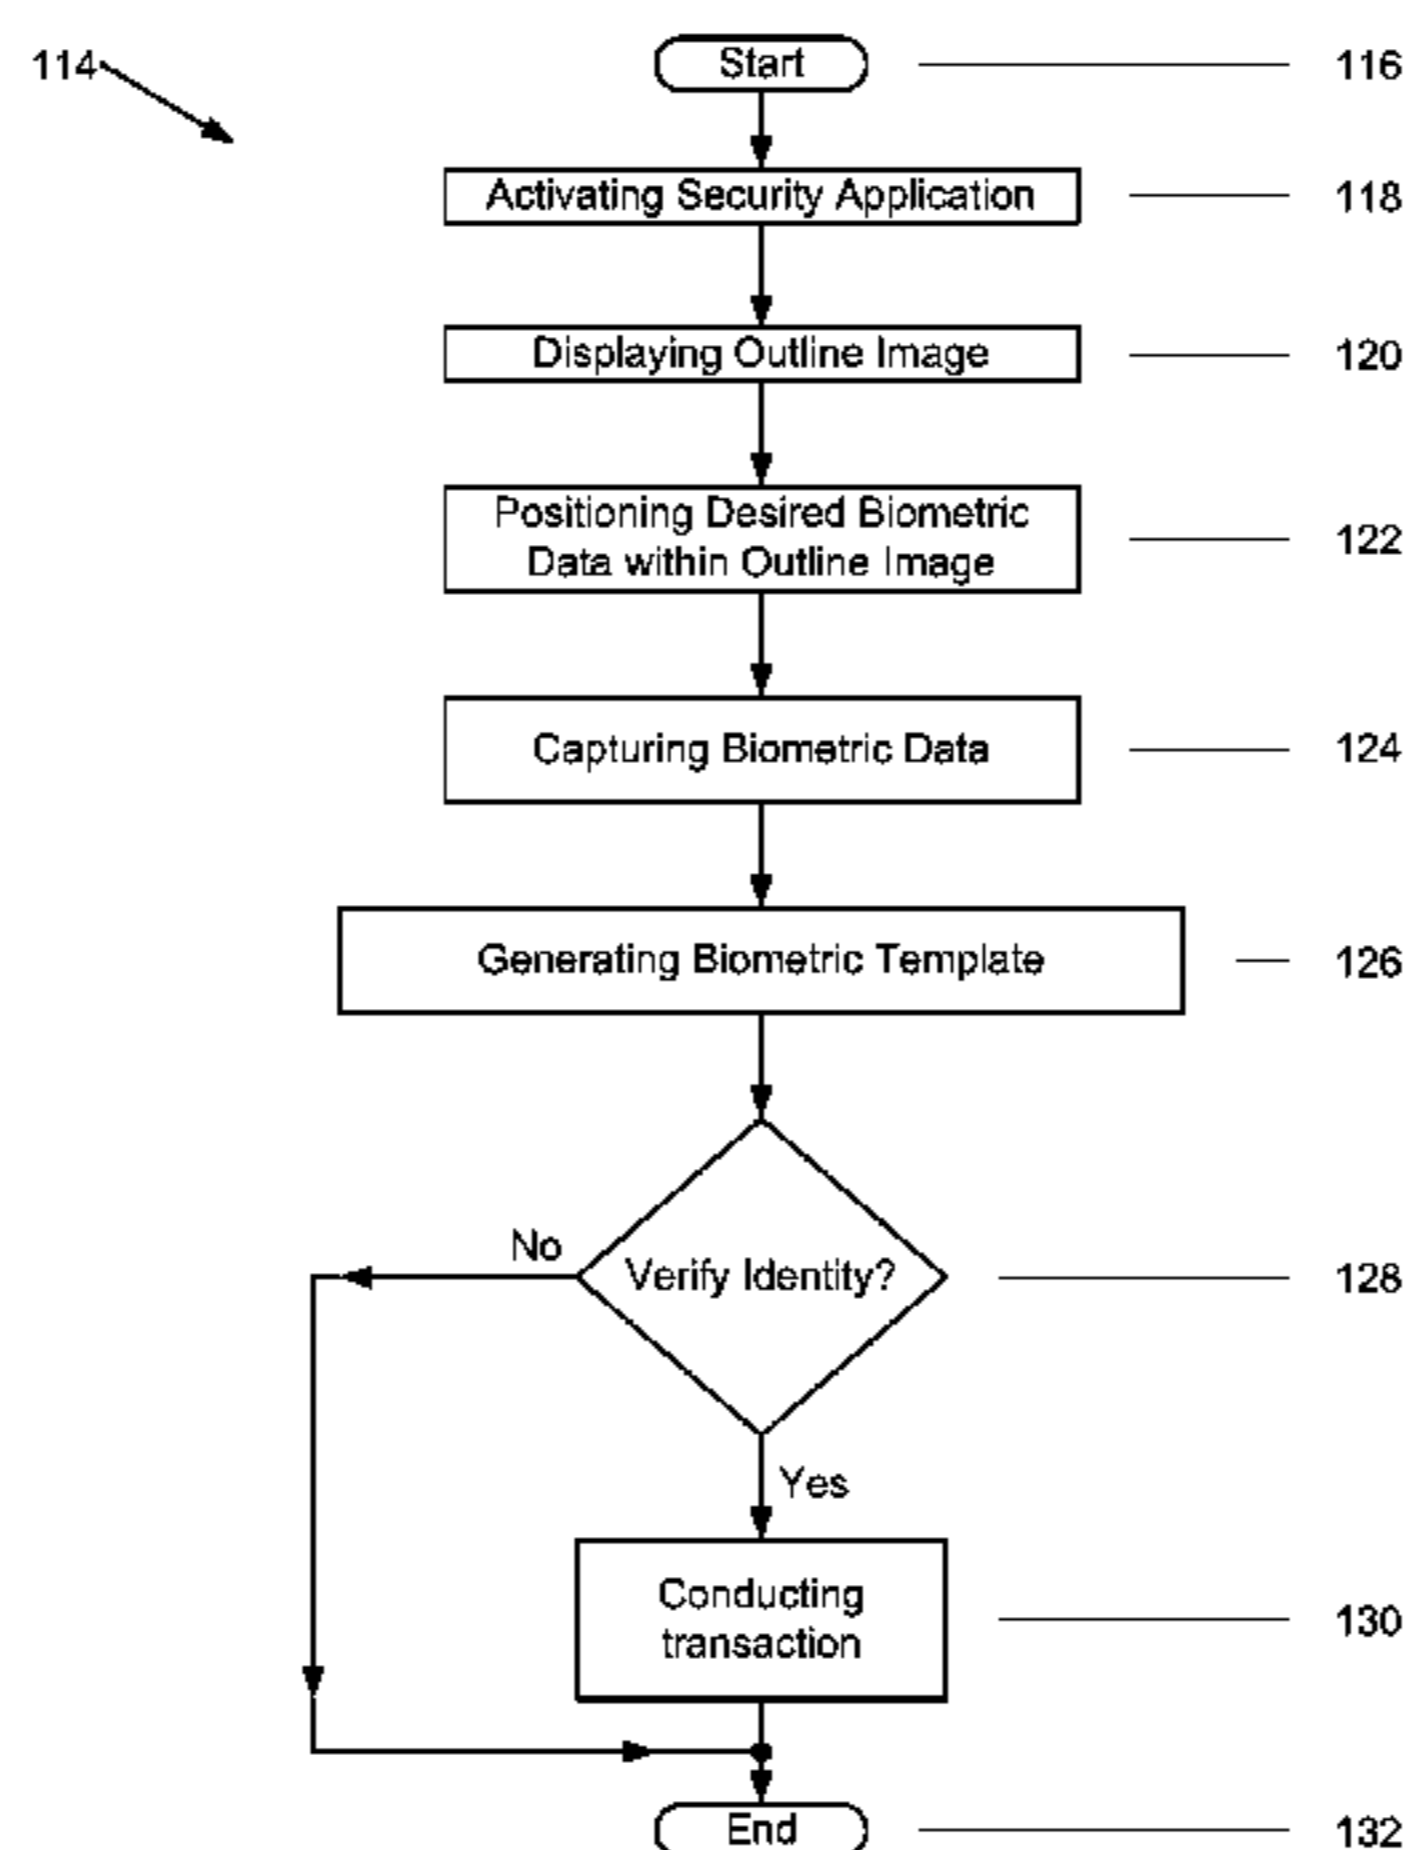 114
Start
116
Activating Security Application
118
Displaying Outline Image
120
Positioning Desired Biometric
Data within Outline Image
122
Capturing Biometric Data
124
Generating Biometric Template
126
No
Verify Identity?
128
Yes
Conducting
transaction
130
End
132